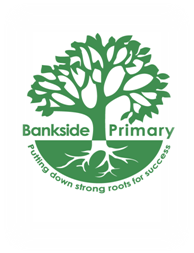 Bankside Primary
Putting down strong roots for success